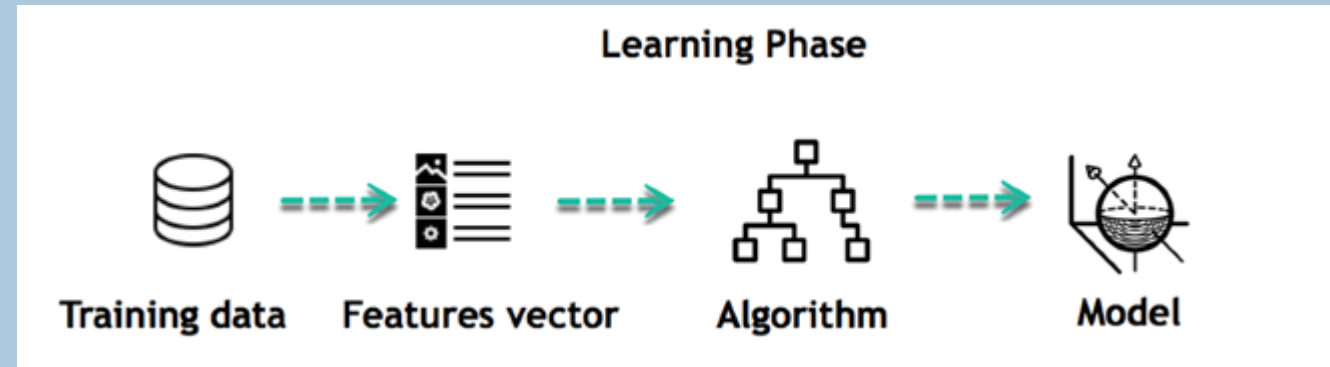 Learning Phase
Training data
Features vector
Algorithm
Model